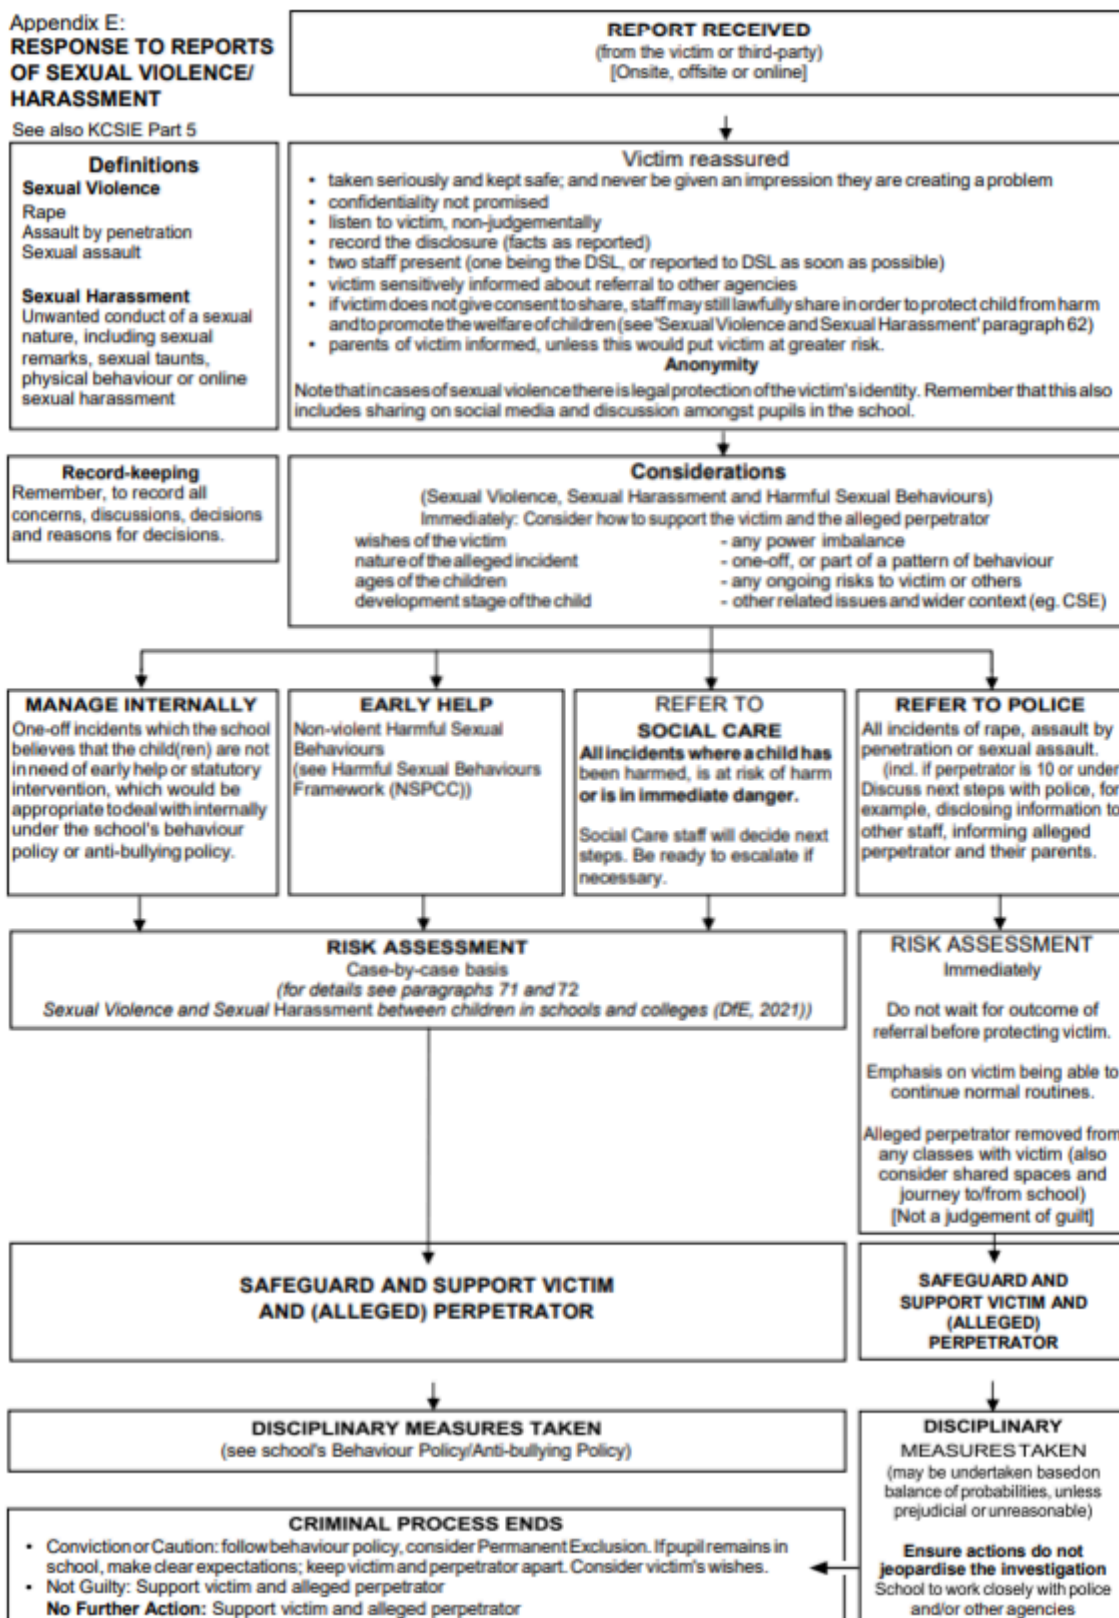 Appendix E:
RESPONSE TO REPORTS
OF SEXUAL VIOLENCE/
HARASSMENT
See also KCSIE Part 5
REPORT RECEIVED
(from the victim or third-party)
[Onsite, offsite or online]
Definitions
Sexual Violence
Rape
Assault by penetration
Sexual assault
Sexual Harassment
Unwanted conduct of a sexual
nature, including sexual
remarks, sexual taunts,
physical behaviour or online
sexual harassment
Victim reassured
• taken seriously and kept safe; and never be given an impression they are creating a problem
• confidentiality not promised
• listen to victim, non-judgementally
• record the disclosure (facts as reported)
• two staff present (one being the DSL, or reported to DSL as soon as possible)
• victim sensitively informed about referral to other agencies
• if victim does not give consent to share, staff may still lawfully share in order to protect child from harm
and to promote the welfare of children (see 'Sexual Violence and Sexual Harassment' paragraph 62)
• parents of victim informed, unless this would put victim at greater risk.
Anonymity
Note that in cases of sexual violence there is legal protection of the victim's identity. Remember that this also
includes sharing on social media and discussion amongst pupils in the school.
Record-keeping
Remember, to record all
concerns, discussions, decisions
and reasons for decisions.
Considerations
(Sexual Violence, Sexual Harassment and Harmful Sexual Behaviours)
Immediately: Consider how to support the victim and the alleged perpetrator
wishes of the victim - any power imbalance
nature of the alleged incident - one-off, or part of a pattern of behaviour
ages of the children - any ongoing risks to victim or others
development stage of the child - other related issues and wider context (eg. CSE)
MANAGE INTERNALLY
One-off incidents which the school
believes that the child(ren) are not
in need of early help or statutory
intervention, which would be
appropriate to deal with internally
under the school's behaviour
policy or anti-bullying policy.
EARLY HELP
Non-violent Harmful Sexual
Behaviours
(see Harmful Sexual Behaviours
Framework (NSPCC))
REFER TO
SOCIAL CARE
All incidents where a child has
been harmed, is at risk of harm
or is in immediate danger.
Social Care staff will decide next
steps. Be ready to escalate if
necessary.
REFER TO POLICE
All incidents of rape, assault by
penetration or sexual assault.
(incl. if perpetrator is 10 or under
Discuss next steps with police, for
example, disclosing information to
other staff, informing alleged
perpetrator and their parents.
RISK ASSESSMENT
Case-by-case basis
(for details see paragraphs 71 and 72
Sexual Violence and Sexual Harassment between children in schools and colleges (DfE, 2021))
RISK ASSESSMENT
Immediately
Do not wait for outcome of
referral before protecting victim.
Emphasis on victim being able to
continue normal routines.
Alleged perpetrator removed from
any classes with victim (also
consider shared spaces and
journey to/from school)
[Not a judgement of guilt]
SAFEGUARD AND SUPPORT VICTIM
AND (ALLEGED) PERPETRATOR
SAFEGUARD AND
SUPPORT VICTIM AND
(ALLEGED)
PERPETRATOR
DISCIPLINARY MEASURES TAKEN
(see school's Behaviour Policy/Anti-bullying Policy)
DISCIPLINARY
MEASURES TAKEN
(may be undertaken based on
balance of probabilities, unless
prejudicial or unreasonable)
Ensure actions do not
jeopardise the investigation
School to work closely with police
and/or other agencies
CRIMINAL PROCESS ENDS
• Conviction or Caution: follow behaviour policy, consider Permanent Exclusion. If pupil remains in
school, make clear expectations; keep victim and perpetrator apart. Consider victim's wishes.
• Not Guilty: Support victim and alleged perpetrator
No Further Action: Support victim and alleged perpetrator